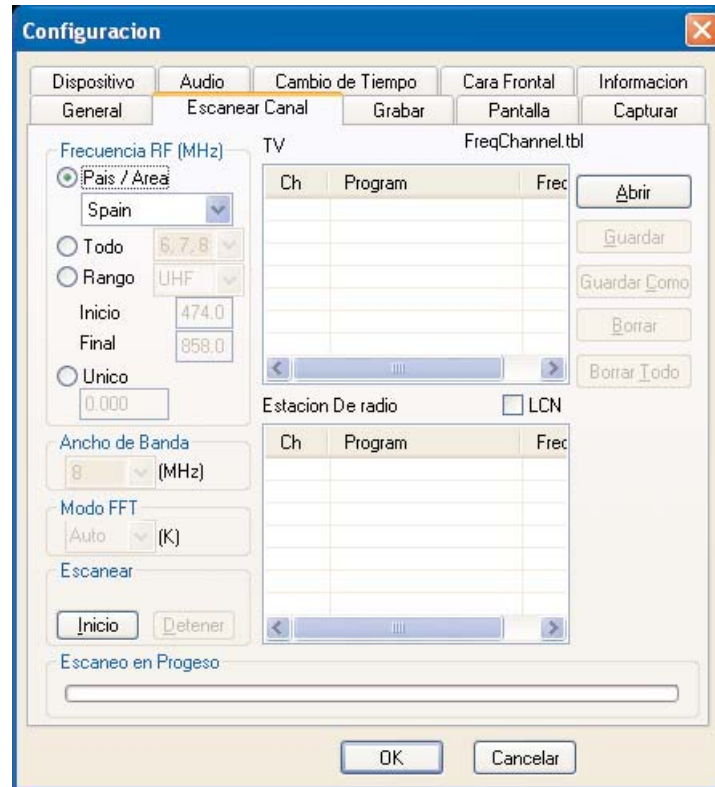 Configuracion
Dispositivo Audio Cambio de Tiempo Cara Frontal Informacion
General Escanear Canal Grabar Pantalla Capturar
Frecuencia RF (MHz)
Pais / Area
Spain
Todo 6, 7, 8
Rango UHF
Inicio 474.0
Final 858.0
Unico
0.000
Ancho de Banda
8 (MHz)
Modo FFT
Auto (K)
Escanear
Inicio Detener
TV FreqChannel.tbl
Ch Program Frec
Abrir
Guardar
Guardar Como
Borrar
Borrar Todo
Estacion De radio LCN
Ch Program Frec
Escaneo en Progeso
OK Cancelar